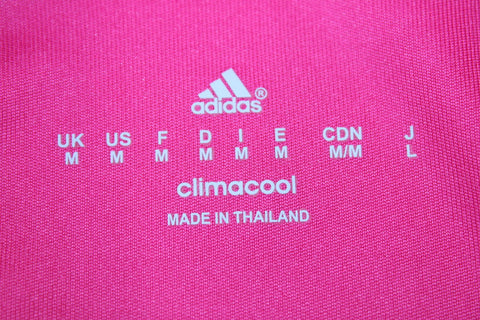 adidas®
UK US F D I E CDN J
M M M M M M M/M L
climacool
MADE IN THAILAND